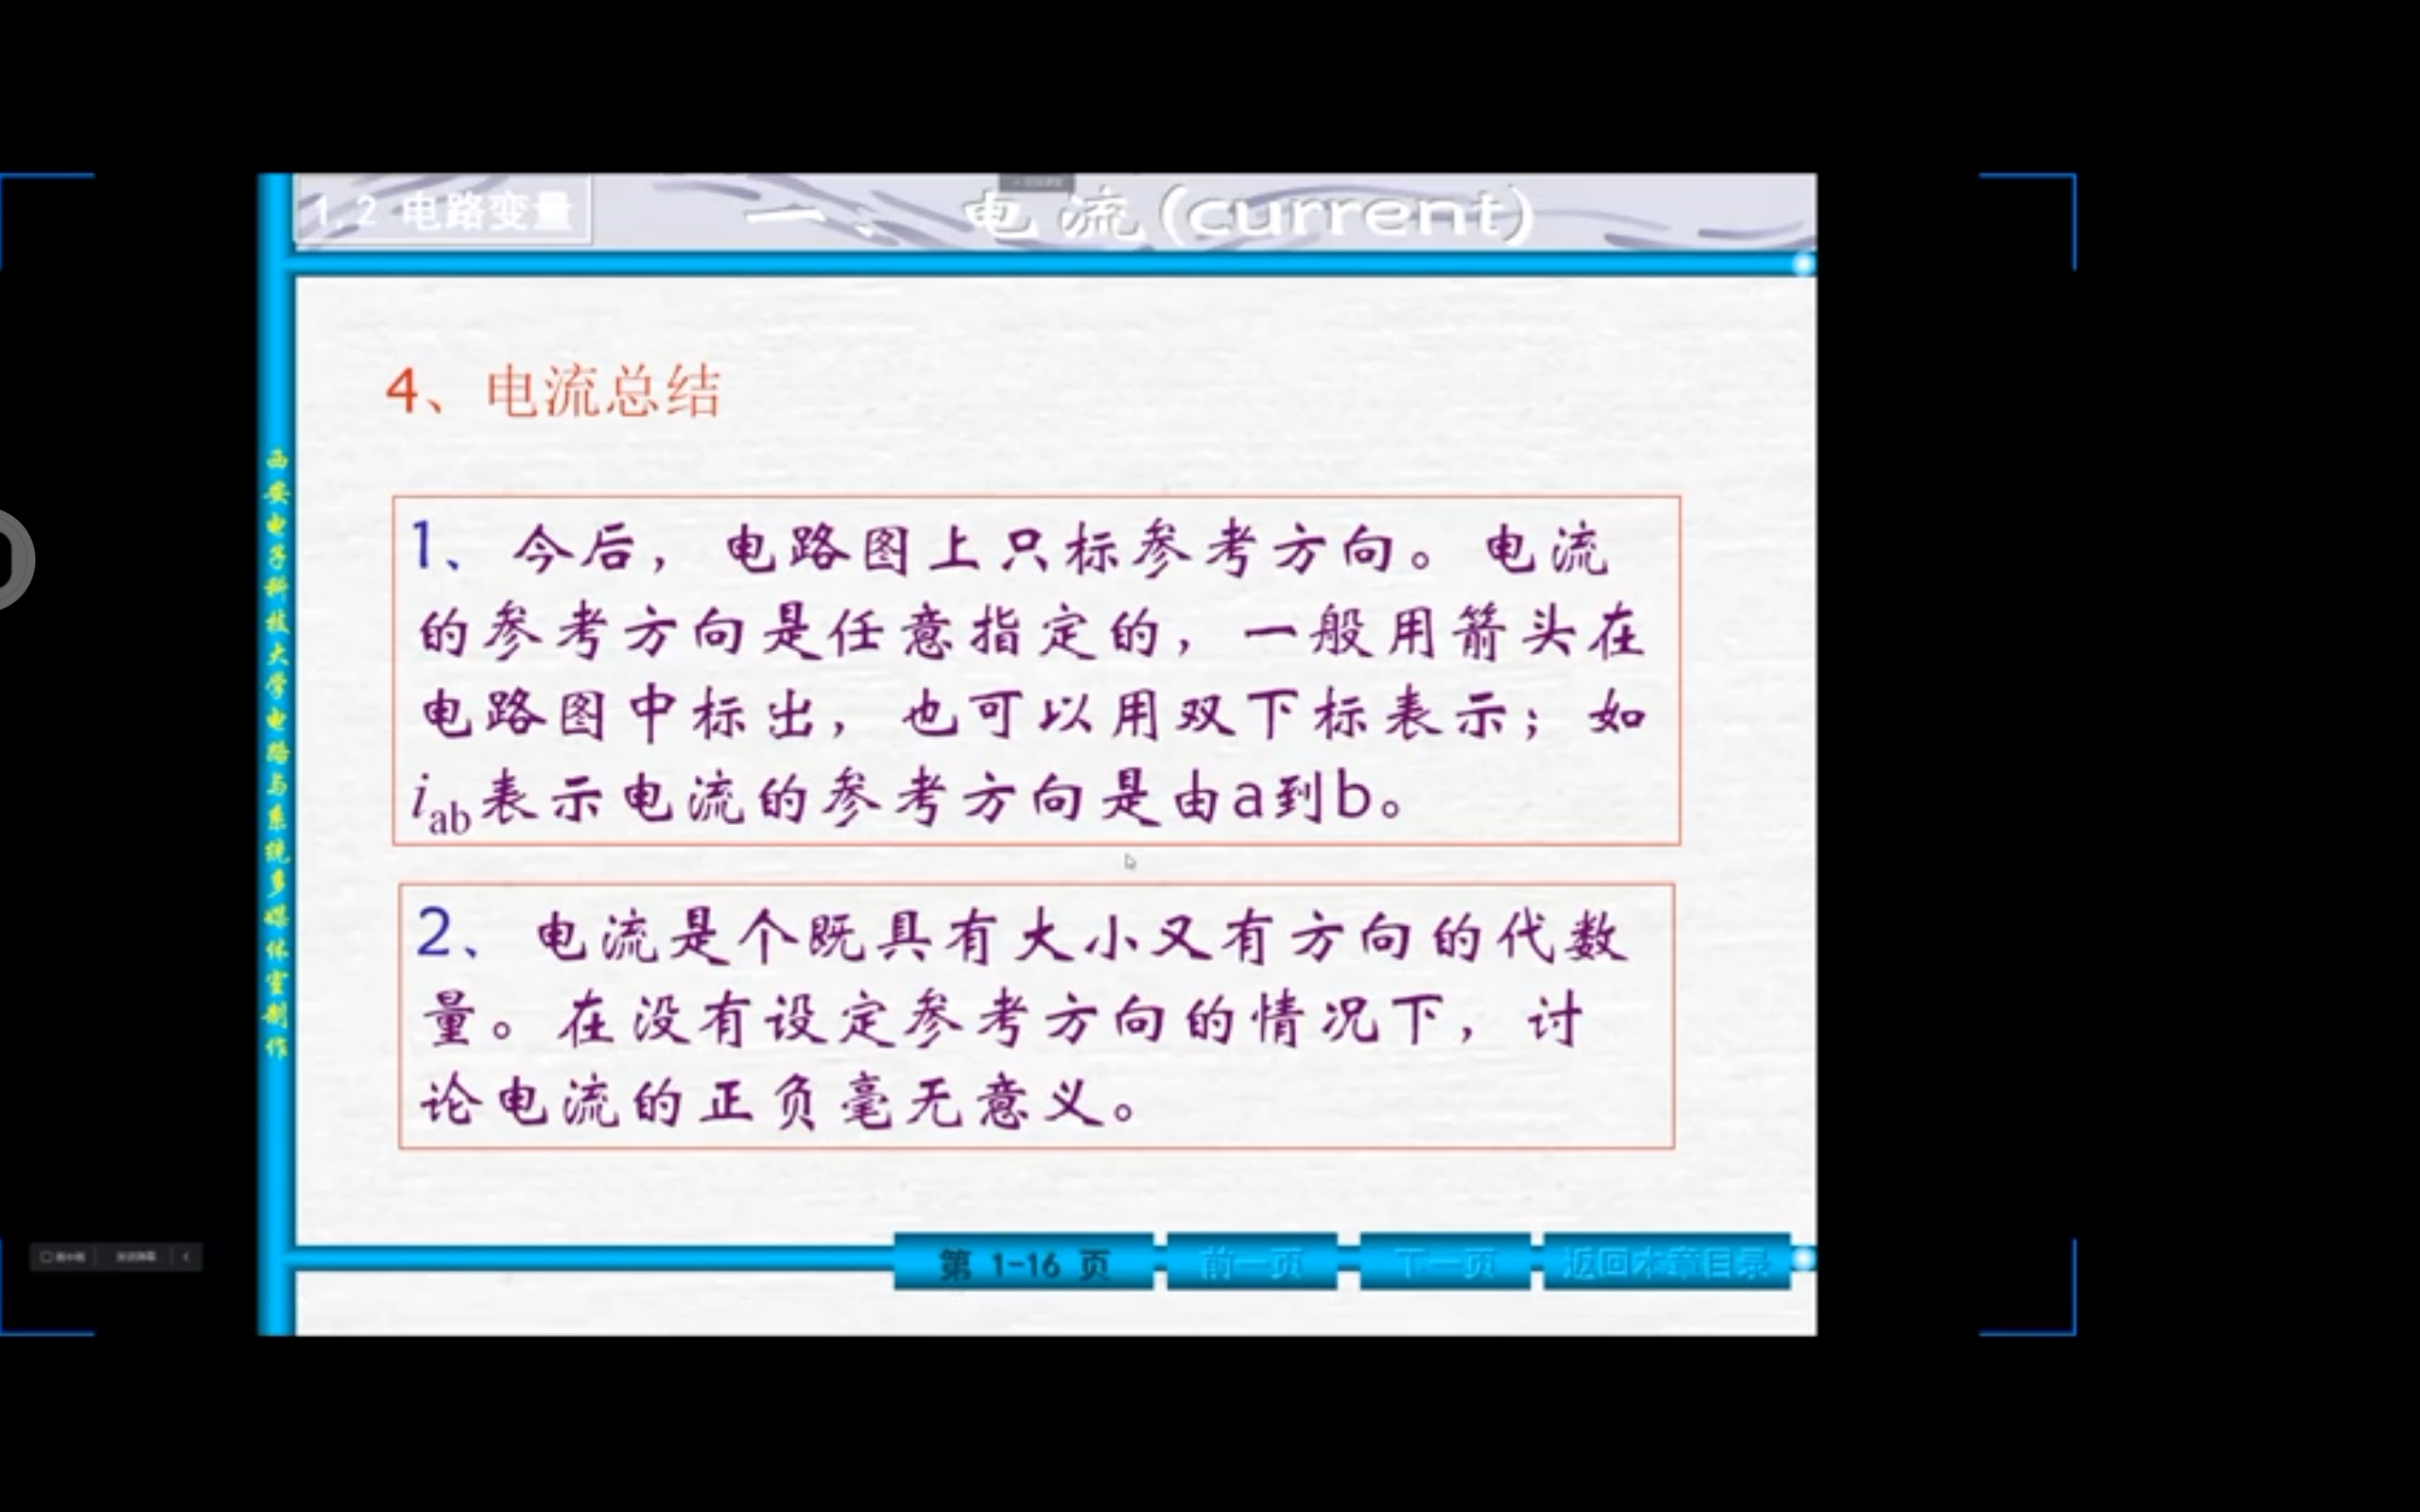 1.2 电路变量
一、 电 流 (current)
4、电流总结
1、今后，电路图上只标参考方向。电流
的参考方向是任意指定的，一般用箭头在
电路图中标出，也可以用双下标表示；如
iab表示电流的参考方向是由a到b。
2、电流是个既具有大小又有方向的代数
量。在没有设定参考方向的情况下，讨
论电流的正负毫无意义。
西安电子科技大学电路与系统多媒体室制作
第 1-16 页
前一页
下一页
返回本章目录